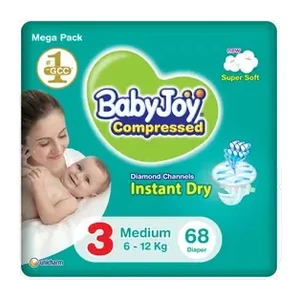 Mega Pack
#1
GCC
new
Super Soft
BabyJoy
Compressed
Diamond Channels
Instant Dry
3 Medium
6 - 12 Kg
68
Diaper
unicharm